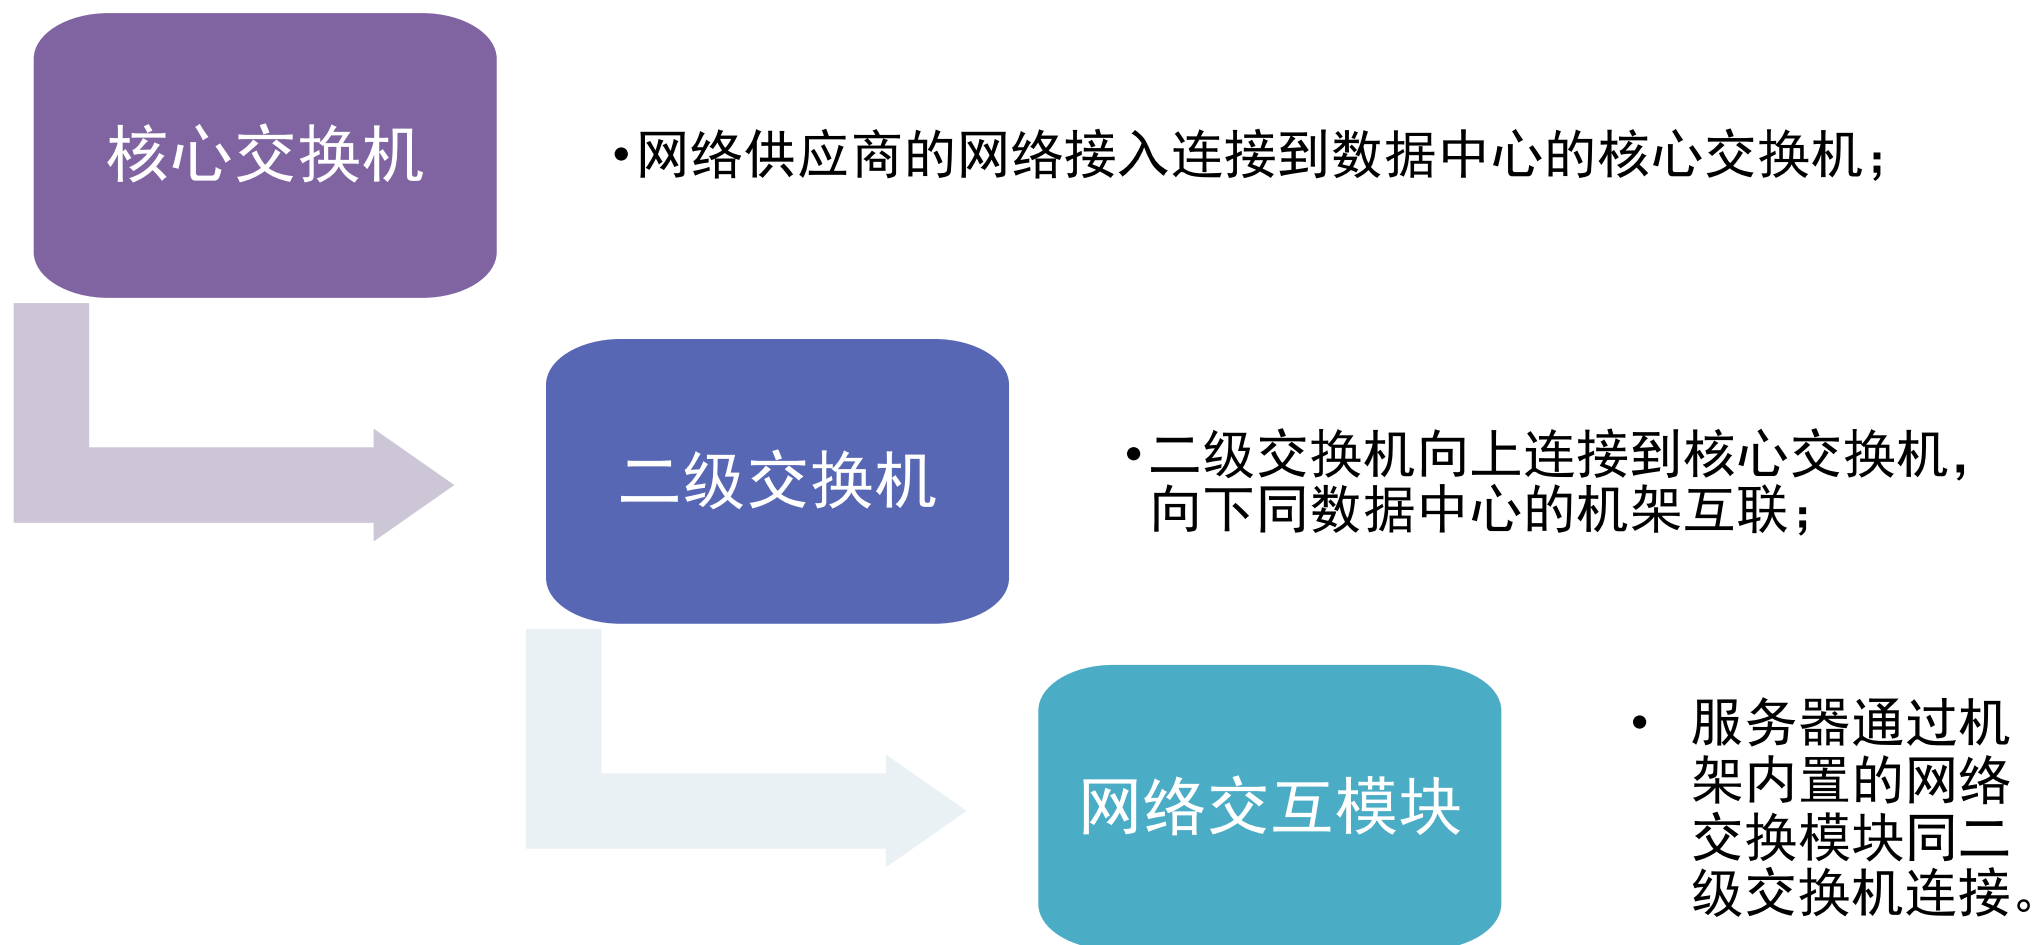 核心交换机
•网络供应商的网络接入连接到数据中心的核心交换机；
二级交换机
•二级交换机向上连接到核心交换机，
向下同数据中心的机架互联；
网络交互模块
• 服务器通过机
架内置的网络
交换模块同二
级交换机连接。